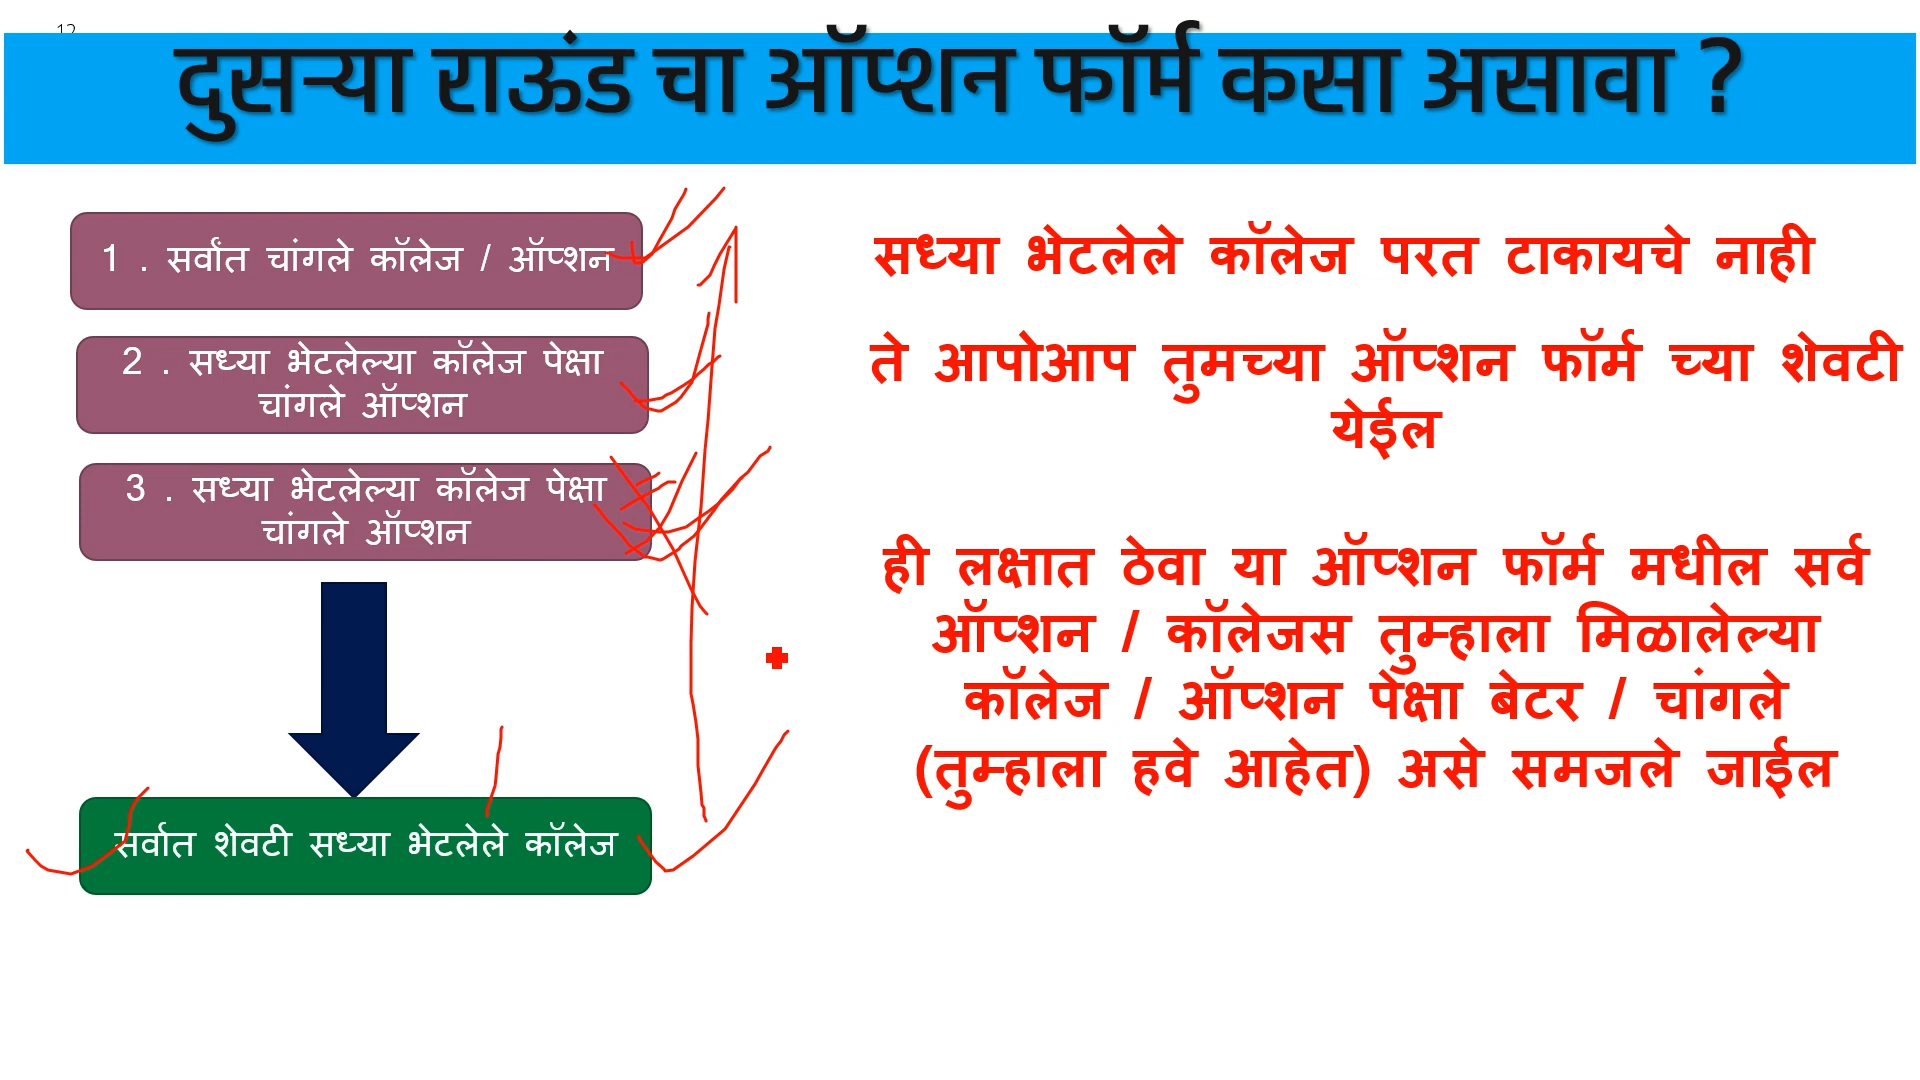 12
दुसऱ्या राऊंड चा ऑप्शन फॉर्म कसा असावा ?
1 . सर्वांत चांगले कॉलेज / ऑप्शन
2 . सध्या भेटलेल्या कॉलेज पेक्षा
चांगले ऑप्शन
3 . सध्या भेटलेल्या कॉलेज पेक्षा
चांगले ऑप्शन
सर्वात शेवटी सध्या भेटलेले कॉलेज
सध्या भेटलेले कॉलेज परत टाकायचे नाही
ते आपोआप तुमच्या ऑप्शन फॉर्म च्या शेवटी
येईल
ही लक्षात ठेवा या ऑप्शन फॉर्म मधील सर्व
ऑप्शन / कॉलेजस तुम्हाला मिळालेल्या
कॉलेज / ऑप्शन पेक्षा बेटर / चांगले
(तुम्हाला हवे आहेत) असे समजले जाईल